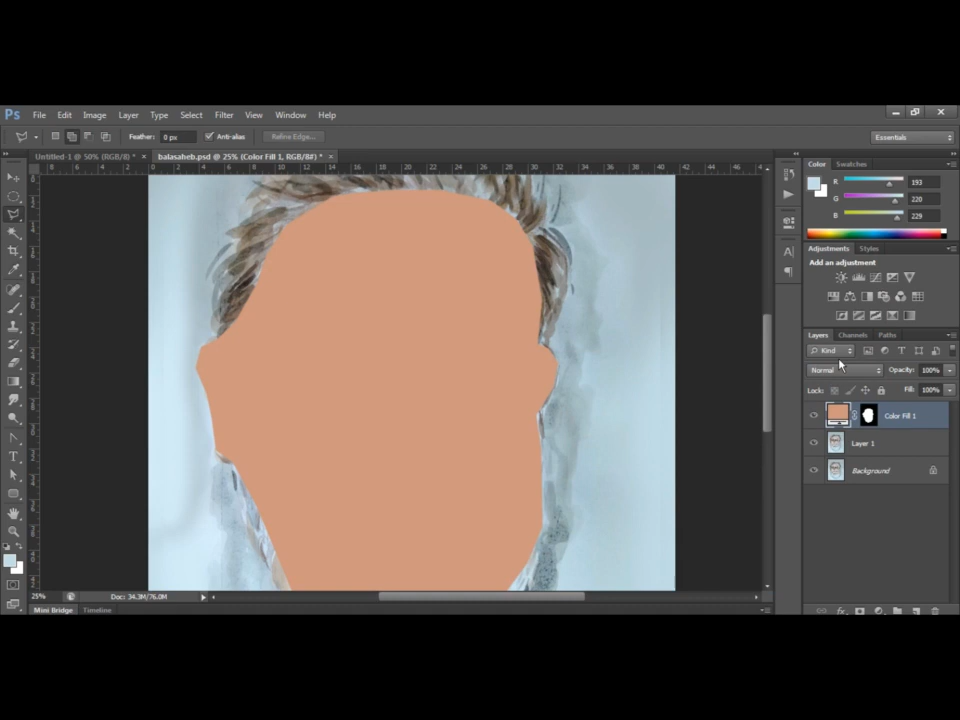 Ps File Edit Image Layer Type Select Filter View Window Help
Feather: 0 px Anti-alias Refine Edge... Essentials
Untitled-1 @ 50% (RGB/8) * × balasaheb.psd @ 25% (Color Fill 1, RGB/8#) * ×
Color Swatches
R 193
G 220
B 229
Adjustments Styles
Add an adjustment
Layers Channels Paths
Kind
Normal Opacity: 100%
Lock: Fill: 100%
Color Fill 1
Layer 1
Background
25% Doc: 34.3M/76.0M
Mini Bridge Timeline